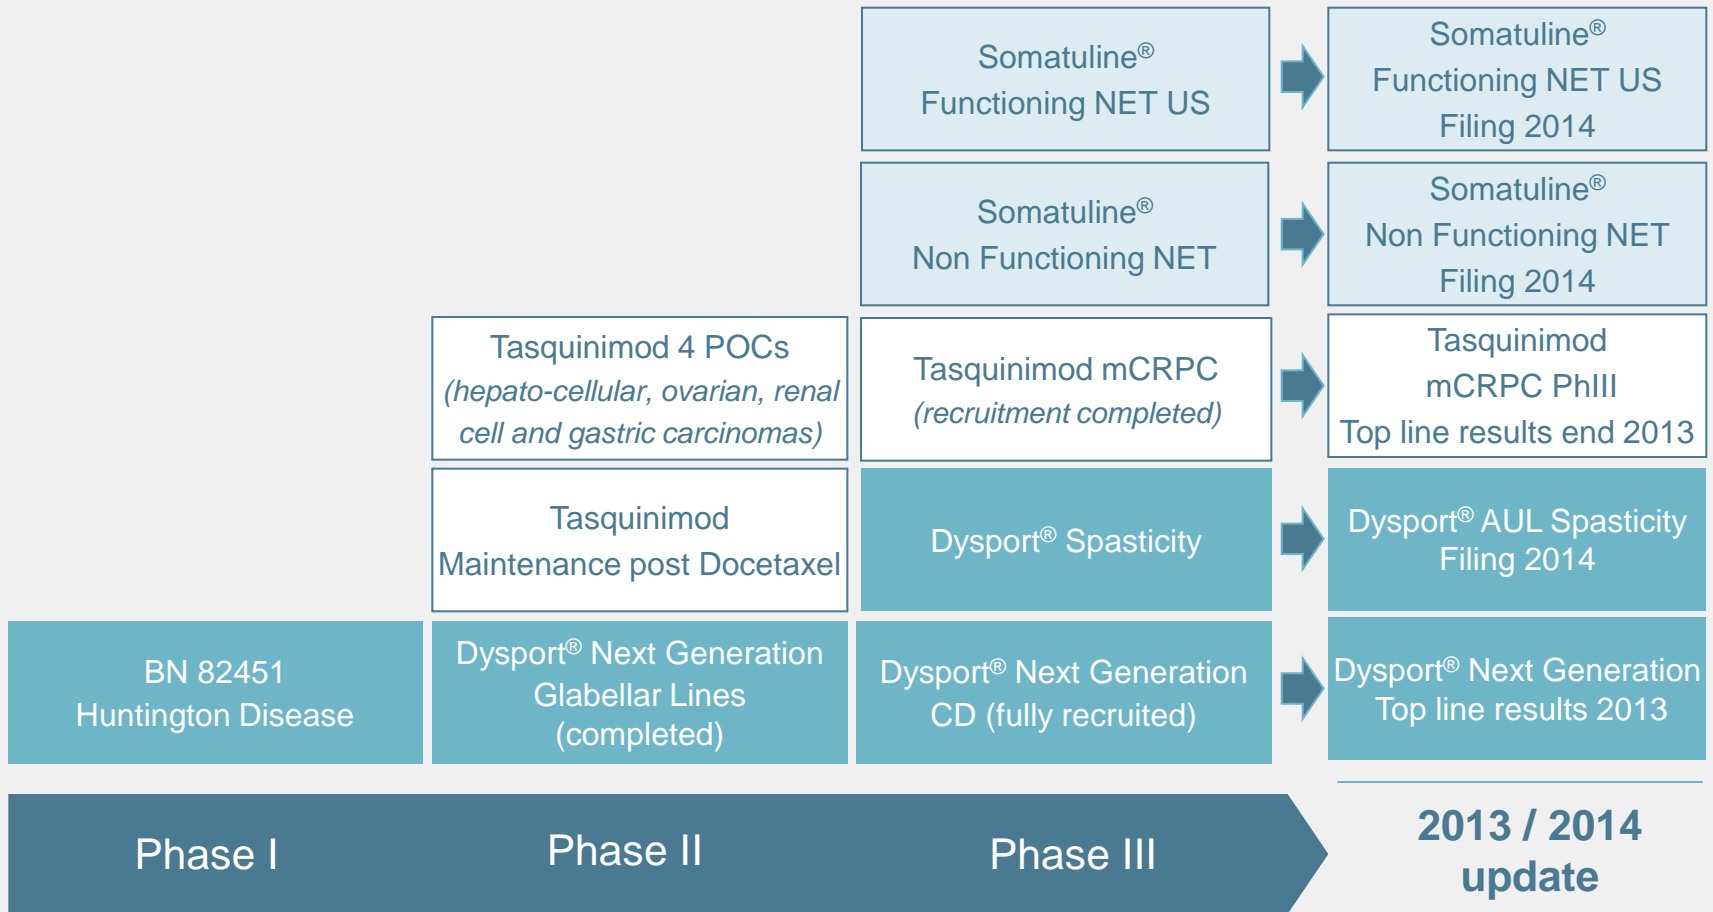 Somatuline®
Functioning NET US
Somatuline®
Functioning NET US
Filing 2014
Somatuline®
Non Functioning NET
Somatuline®
Non Functioning NET
Filing 2014
Tasquinimod 4 POCs
(hepato-cellular, ovarian, renal
cell and gastric carcinomas)
Tasquinimod mCRPC
(recruitment completed)
Tasquinimod
mCRPC PhIII
Top line results end 2013
Tasquinimod
Maintenance post Docetaxel
Dysport® Spasticity
Dysport® AUL Spasticity
Filing 2014
BN 82451
Huntington Disease
Dysport® Next Generation
Glabellar Lines
(completed)
Dysport® Next Generation
CD (fully recruited)
Dysport® Next Generation
Top line results 2013
Phase I
Phase II
Phase III
2013 / 2014
update